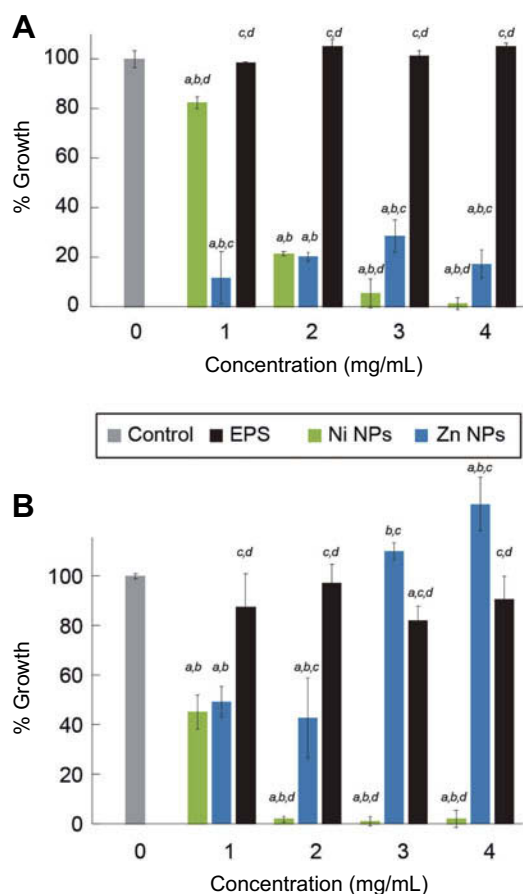 A
% Growth
100
80
60
40
20
0
a,b,d
a,b,c
c,d
a,b
a,b
c,d
a,b,d
a,b,c
c,d
a,b,d
a,b,c
c,d
0 1 2 3 4
Concentration (mg/mL)
Control EPS Ni NPs Zn NPs
B
% Growth
100
80
60
40
20
0
a,b
a,b
c,d
a,b,d
a,b,c
c,d
a,b,d
b,c
a,c,d
a,b,d
a,b,c
c,d
0 1 2 3 4
Concentration (mg/mL)